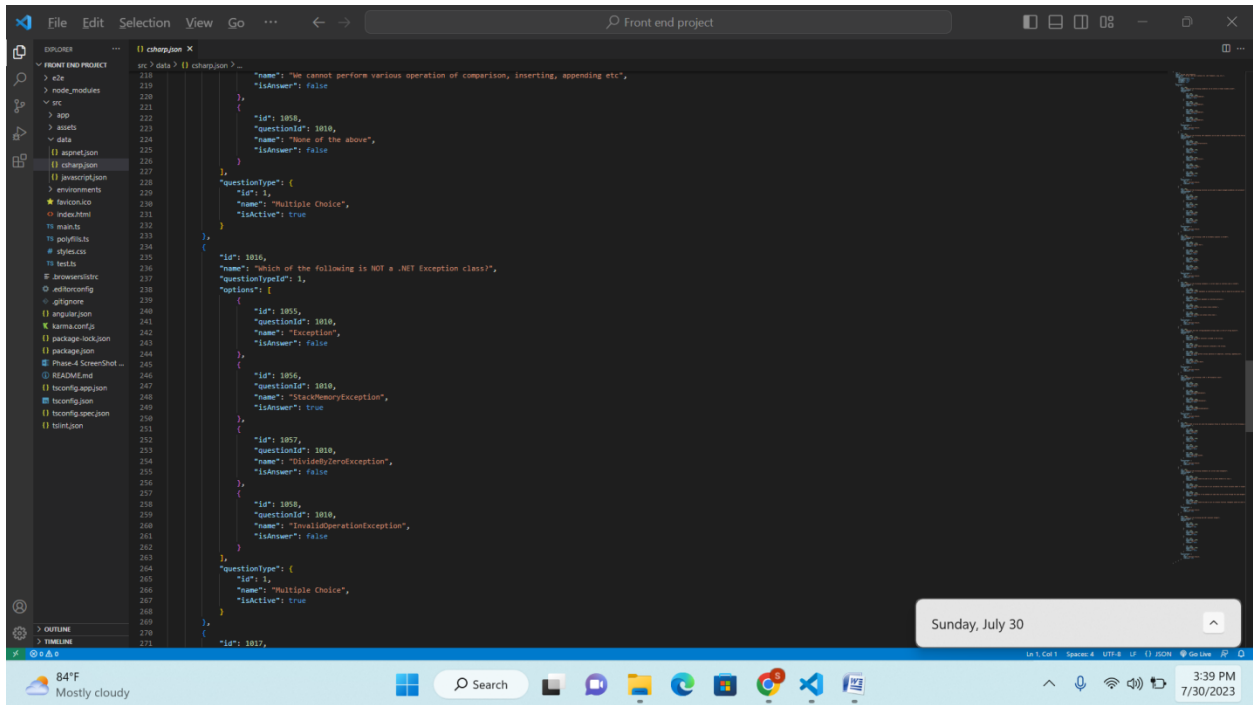 File Edit Selection View Go ··· Front end project
EXPLORER ···
FRONT END PROJECT
e2e
node_modules
src
app
assets
data
{} aspnet.json
{} csharp.json
{} javascript.json
environments
favicon.ico
index.html
TS main.ts
TS polyfills.ts
# styles.css
TS test.ts
.browserslistrc
.editorconfig
.gitignore
{} angular.json
karma.conf.js
{} package-lock.json
{} package.json
Phase-4 ScreenShot ...
README.md
{} tsconfig.app.json
tsconfig.json
{} tsconfig.spec.json
{} tslint.json
OUTLINE
TIMELINE
{} csharp.json ×
src > data > {} csharp.json > ...
218 "name": "We cannot perform various operation of comparison, inserting, appending etc",
219 "isAnswer": false
220 },
221 {
222 "id": 1058,
223 "questionId": 1010,
224 "name": "None of the above",
225 "isAnswer": false
226 }
227 ],
228 "questionType": {
229 "id": 1,
230 "name": "Multiple Choice",
231 "isActive": true
232 }
233 },
234 {
235 "id": 1016,
236 "name": "Which of the following is NOT a .NET Exception class?",
237 "questionTypeId": 1,
238 "options": [
239 {
240 "id": 1055,
241 "questionId": 1010,
242 "name": "Exception",
243 "isAnswer": false
244 },
245 {
246 "id": 1056,
247 "questionId": 1010,
248 "name": "StackMemoryException",
249 "isAnswer": true
250 },
251 {
252 "id": 1057,
253 "questionId": 1010,
254 "name": "DivideByZeroException",
255 "isAnswer": false
256 },
257 {
258 "id": 1058,
259 "questionId": 1010,
260 "name": "InvalidOperationException",
261 "isAnswer": false
262 }
263 ],
264 "questionType": {
265 "id": 1,
266 "name": "Multiple Choice",
267 "isActive": true
268 }
269 },
270 {
271 "id": 1017,
Sunday, July 30
0 0 0
Ln 1, Col 1 Spaces: 4 UTF-8 LF {} JSON Go Live
84°F
Mostly cloudy
Search
3:39 PM
7/30/2023